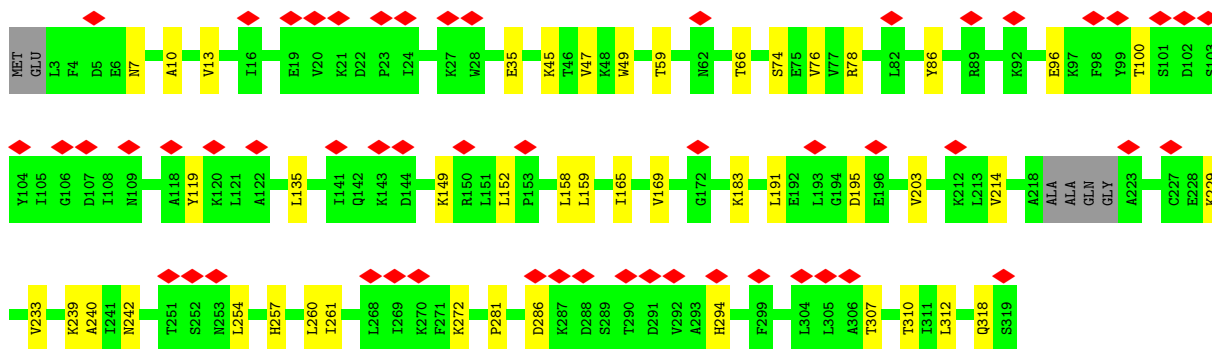 MET GLU L3 F4 D5 E6 N7 A10 V13 I16 E19 V20 K21 D22 P23 I24 K27 W28 E35 K45 T46 V47 K48 W49 T59 N62 T66 S74 E75 V76 V77 R78 L82 Y86 R89 K92 E96 K97 F98 Y99 T100 S101 D102 S103
Y104 I105 G106 D107 I108 N109 A118 Y119 K120 L121 A122 L135 I141 Q142 K143 D144 K149 R150 L151 L152 P153 L158 L159 I165 V169 G172 K183 L191 E192 L193 G194 D195 E196 V203 K212 L213 V214 A218 ALA ALA GLN GLY A223 C227 E228 K229
V233 K239 A240 I241 N242 T251 S252 N253 L254 H257 L260 I261 L268 I269 K270 F271 K272 P281 D286 K287 D288 S289 T290 D291 V292 A293 H294 F299 L304 L305 A306 T307 T310 I311 L312 Q318 S319